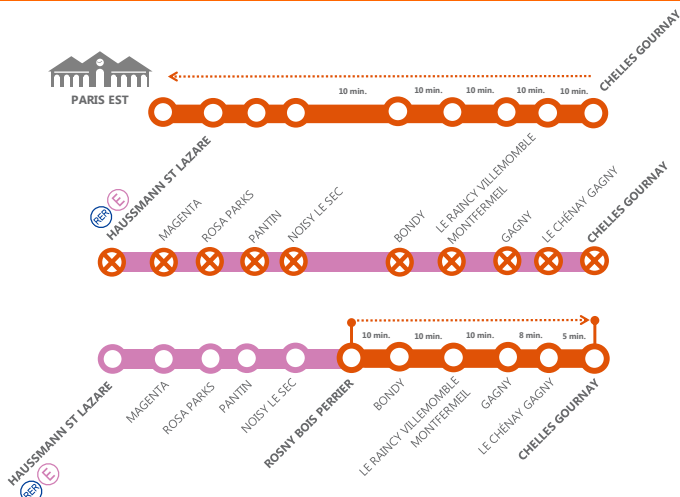 CHELLES GOURNAY
PARIS EST
10 min.
10 min.
10 min.
10 min.
10 min.
RER E
HAUSSMANN ST LAZARE
MAGENTA
ROSA PARKS
PANTIN
NOISY LE SEC
BONDY
LE RAINCY VILLEMOMBLE
MONTFERMEIL
GAGNY
LE CHÉNAY GAGNY
CHELLES GOURNAY
10 min.
10 min.
10 min.
8 min.
5 min.
HAUSSMANN ST LAZARE
RER E
MAGENTA
ROSA PARKS
PANTIN
NOISY LE SEC
ROSNY BOIS PERRIER
BONDY
LE RAINCY VILLEMOMBLE
MONTFERMEIL
GAGNY
LE CHÉNAY GAGNY
CHELLES GOURNAY